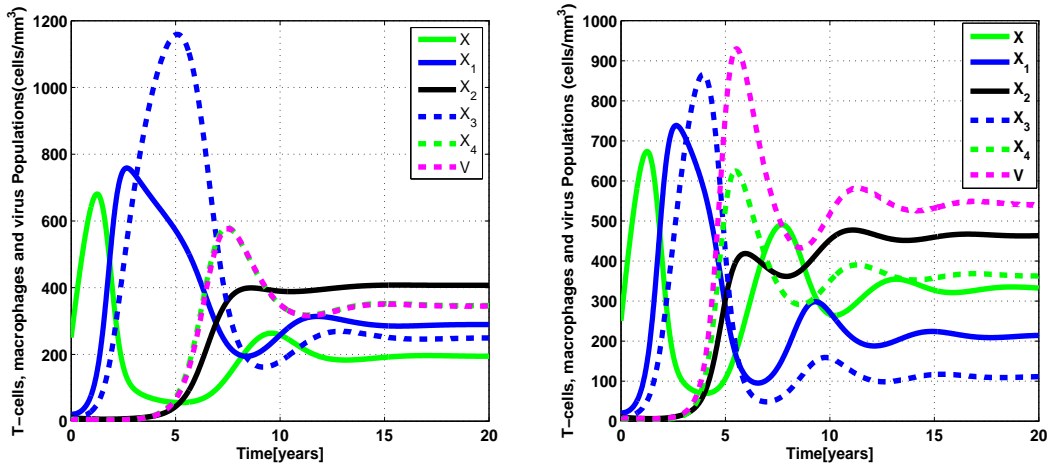 T-cells, macrophages and virus Populations(cells/mm³)
1200
1000
800
600
400
200
0
0 5 10 15 20
Time[years]
X
X₁
X₂
X₃
X₄
V
T-cells, macrophages and virus Populations (cells/mm³)
1000
900
800
700
600
500
400
300
200
100
0
0 5 10 15 20
Time[years]
X
X₁
X₂
X₃
X₄
V